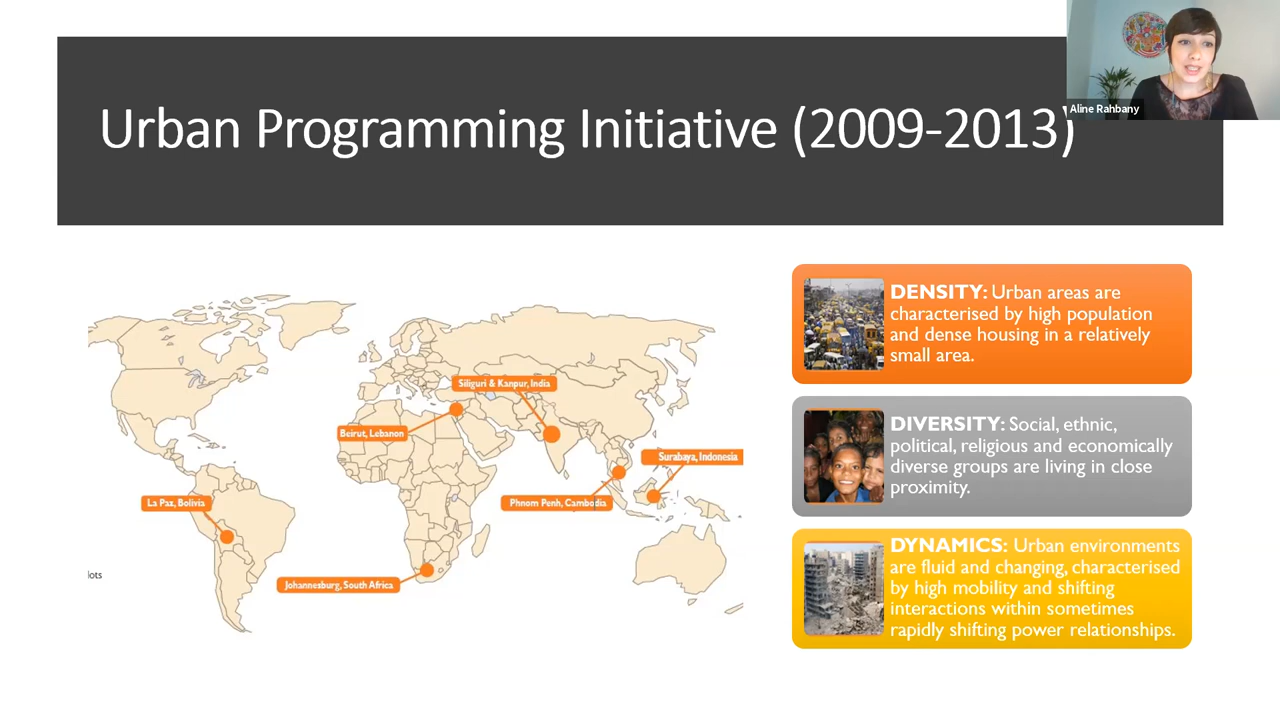 Aline Rahbany
Urban Programming Initiative (2009-2013)
Siliguri & Kanpur, India
Beirut, Lebanon
Surabaya, Indonesia
La Paz, Bolivia
Phnom Penh, Cambodia
Johannesburg, South Africa
lots
DENSITY: Urban areas are
characterised by high population
and dense housing in a relatively
small area.
DIVERSITY: Social, ethnic,
political, religious and economically
diverse groups are living in close
proximity.
DYNAMICS: Urban environments
are fluid and changing, characterised
by high mobility and shifting
interactions within sometimes
rapidly shifting power relationships.